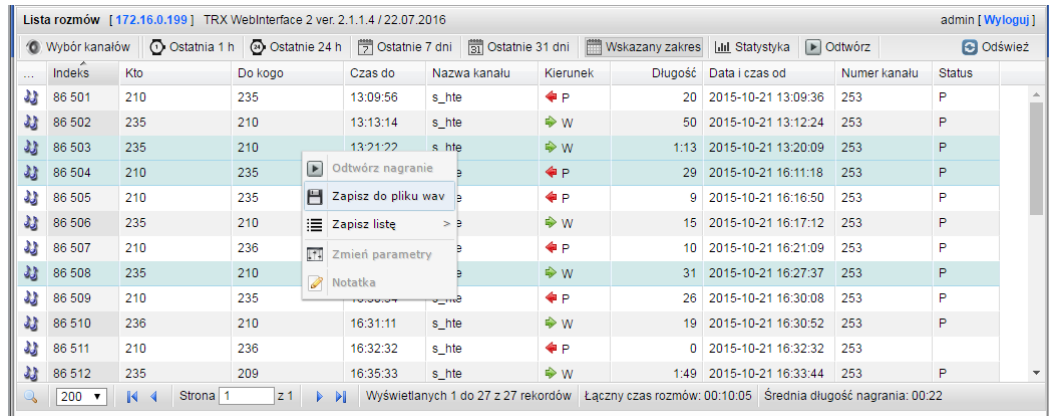 Lista rozmów [ 172.16.0.199 ] TRX WebInterface 2 ver. 2.1.1.4 / 22.07.2016 admin [ Wyloguj ]
Wybór kanałów Ostatnia 1 h Ostatnie 24 h Ostatnie 7 dni Ostatnie 31 dni Wskazany zakres Statystyka Odtwórz Odśwież
... Indeks Kto Do kogo Czas do Nazwa kanału Kierunek Długość Data i czas od Numer kanału Status
86 501 210 235 13:09:56 s_hte P 20 2015-10-21 13:09:36 253 P
86 502 235 210 13:13:14 s_hte W 50 2015-10-21 13:12:24 253 P
86 503 235 210 13:21:22 s_hte W 1:13 2015-10-21 13:20:09 253 P
86 504 210 235 P 29 2015-10-21 16:11:18 253 P
86 505 210 235 P 9 2015-10-21 16:16:50 253 P
86 506 235 210 W 15 2015-10-21 16:17:12 253 P
86 507 210 236 P 10 2015-10-21 16:21:09 253 P
86 508 235 210 W 31 2015-10-21 16:27:37 253 P
86 509 210 235 s_hte P 26 2015-10-21 16:30:08 253 P
86 510 236 210 16:31:11 s_hte W 19 2015-10-21 16:30:52 253 P
86 511 210 236 16:32:32 s_hte P 0 2015-10-21 16:32:32 253
86 512 235 209 16:35:33 s_hte W 1:49 2015-10-21 16:33:44 253 P
Odtwórz nagranie
Zapisz do pliku wav
Zapisz listę >
Zmień parametry
Notatka
200 Strona 1 z 1 Wyświetlanych 1 do 27 z 27 rekordów Łączny czas rozmów: 00:10:05 Średnia długość nagrania: 00:22